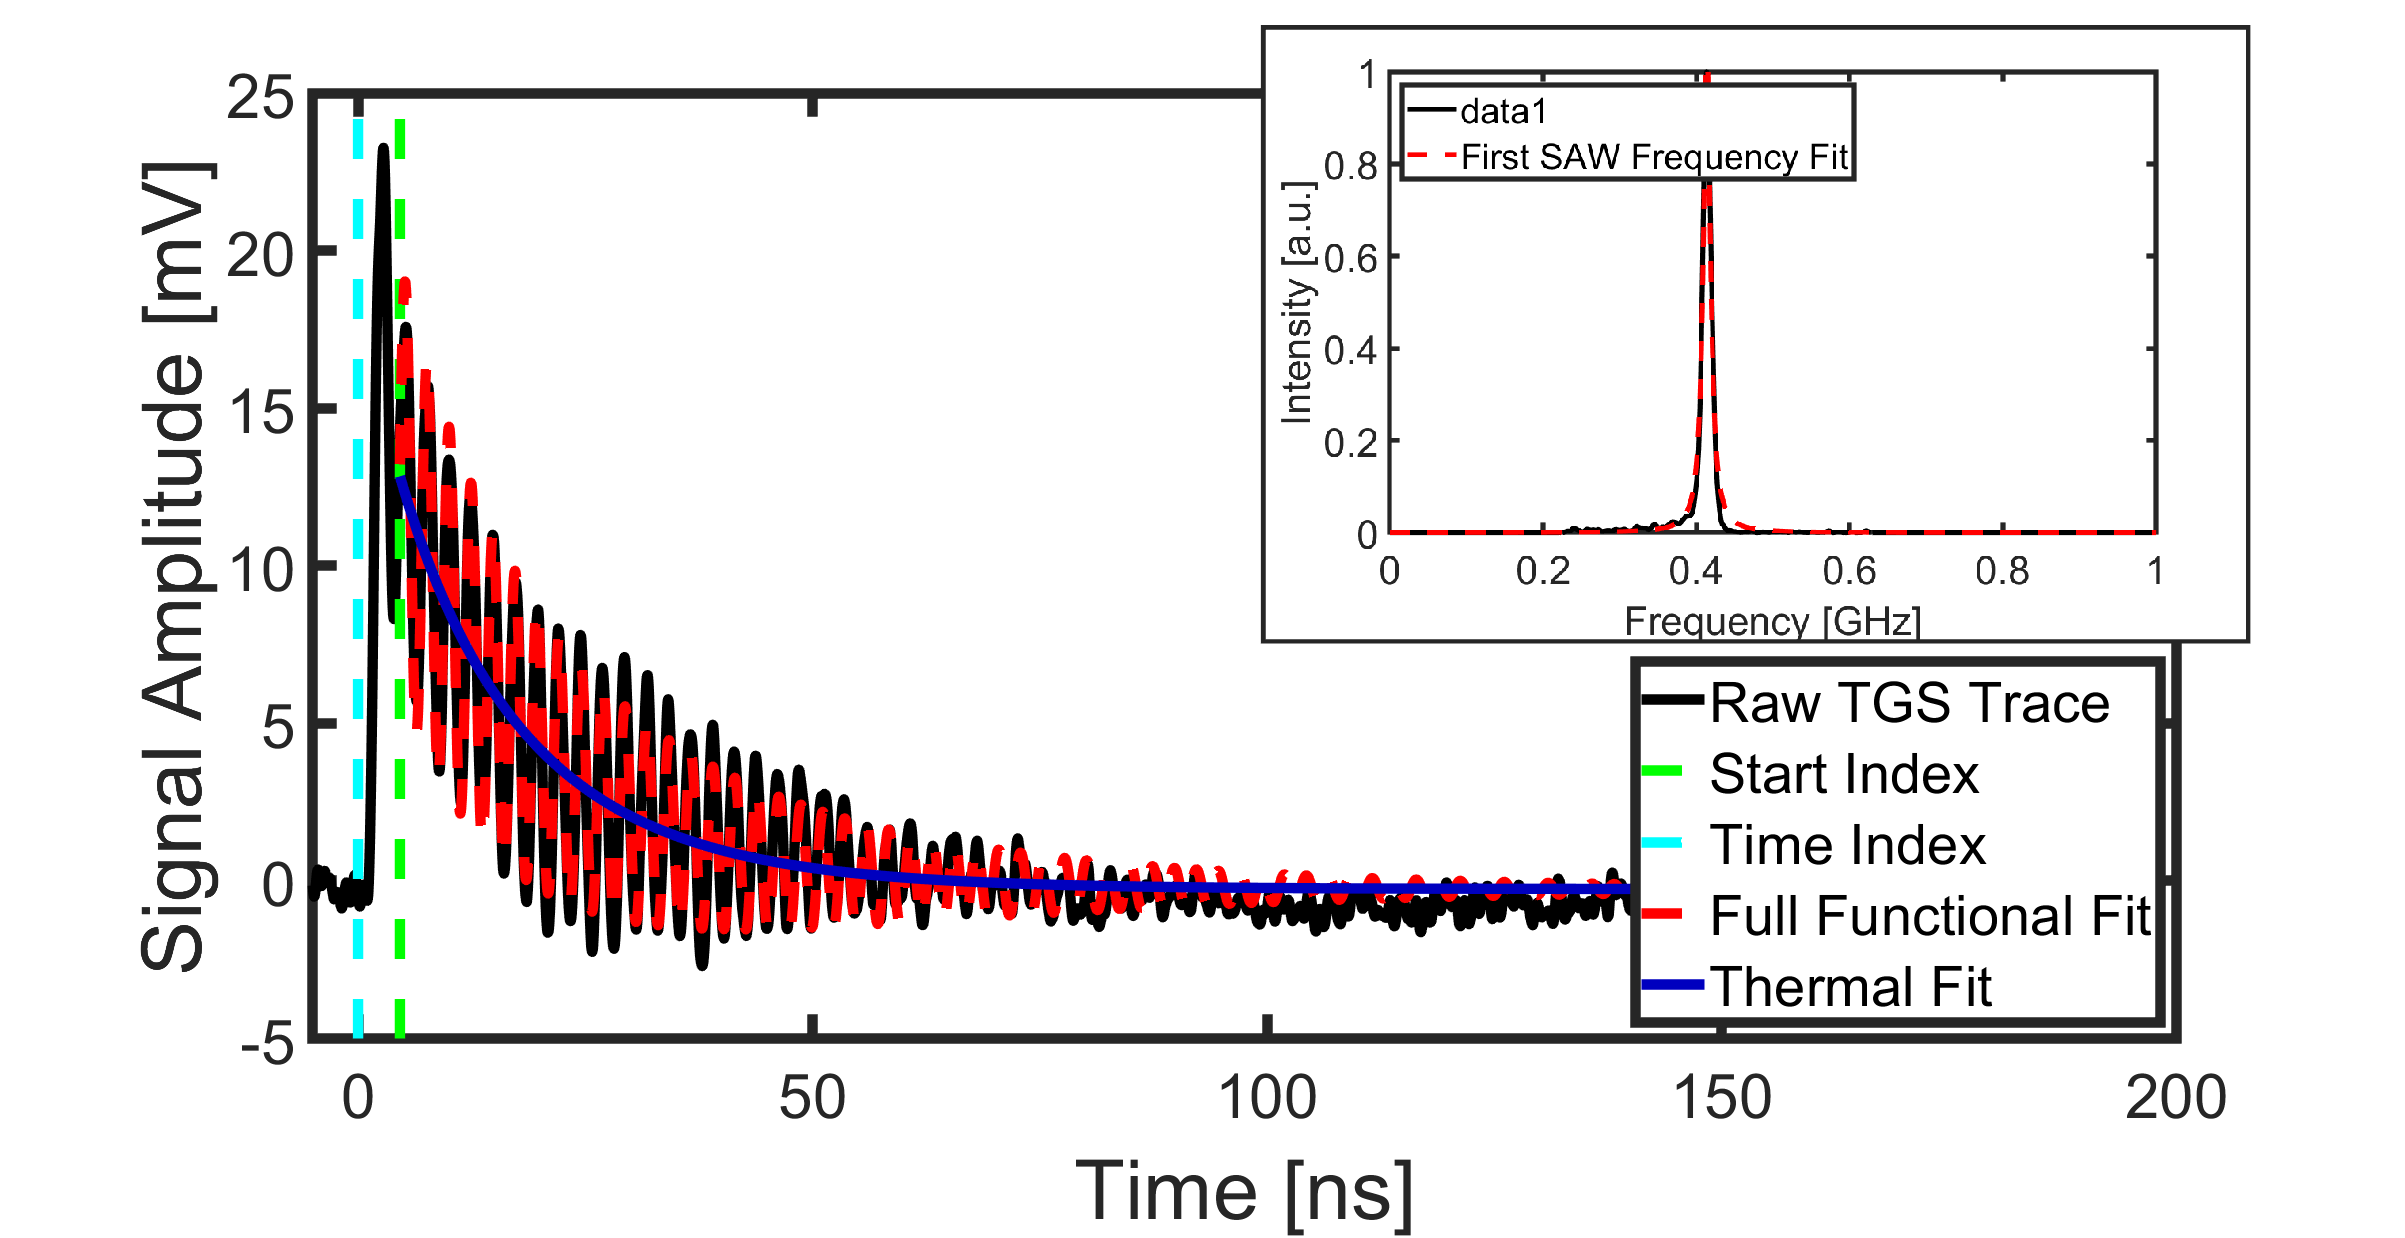 25
20
15
10
5
0
-5
Signal Amplitude [mV]
0
50
100
150
200
Time [ns]
1
0.8
0.6
0.4
0.2
0
Intensity [a.u.]
data1
First SAW Frequency Fit
0
0.2
0.4
0.6
0.8
1
Frequency [GHz]
Raw TGS Trace
Start Index
Time Index
Full Functional Fit
Thermal Fit